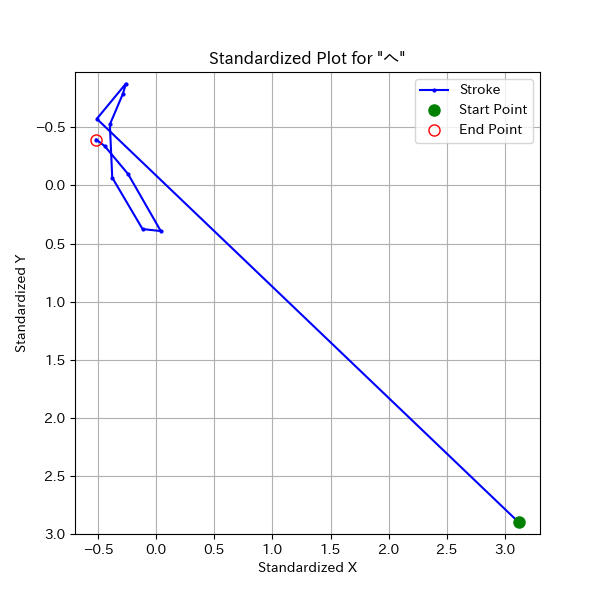 Standardized Plot for "へ"
Stroke
Start Point
End Point
−0.5
0.0
0.5
1.0
1.5
2.0
2.5
3.0
Standardized Y
−0.5 0.0 0.5 1.0 1.5 2.0 2.5 3.0
Standardized X